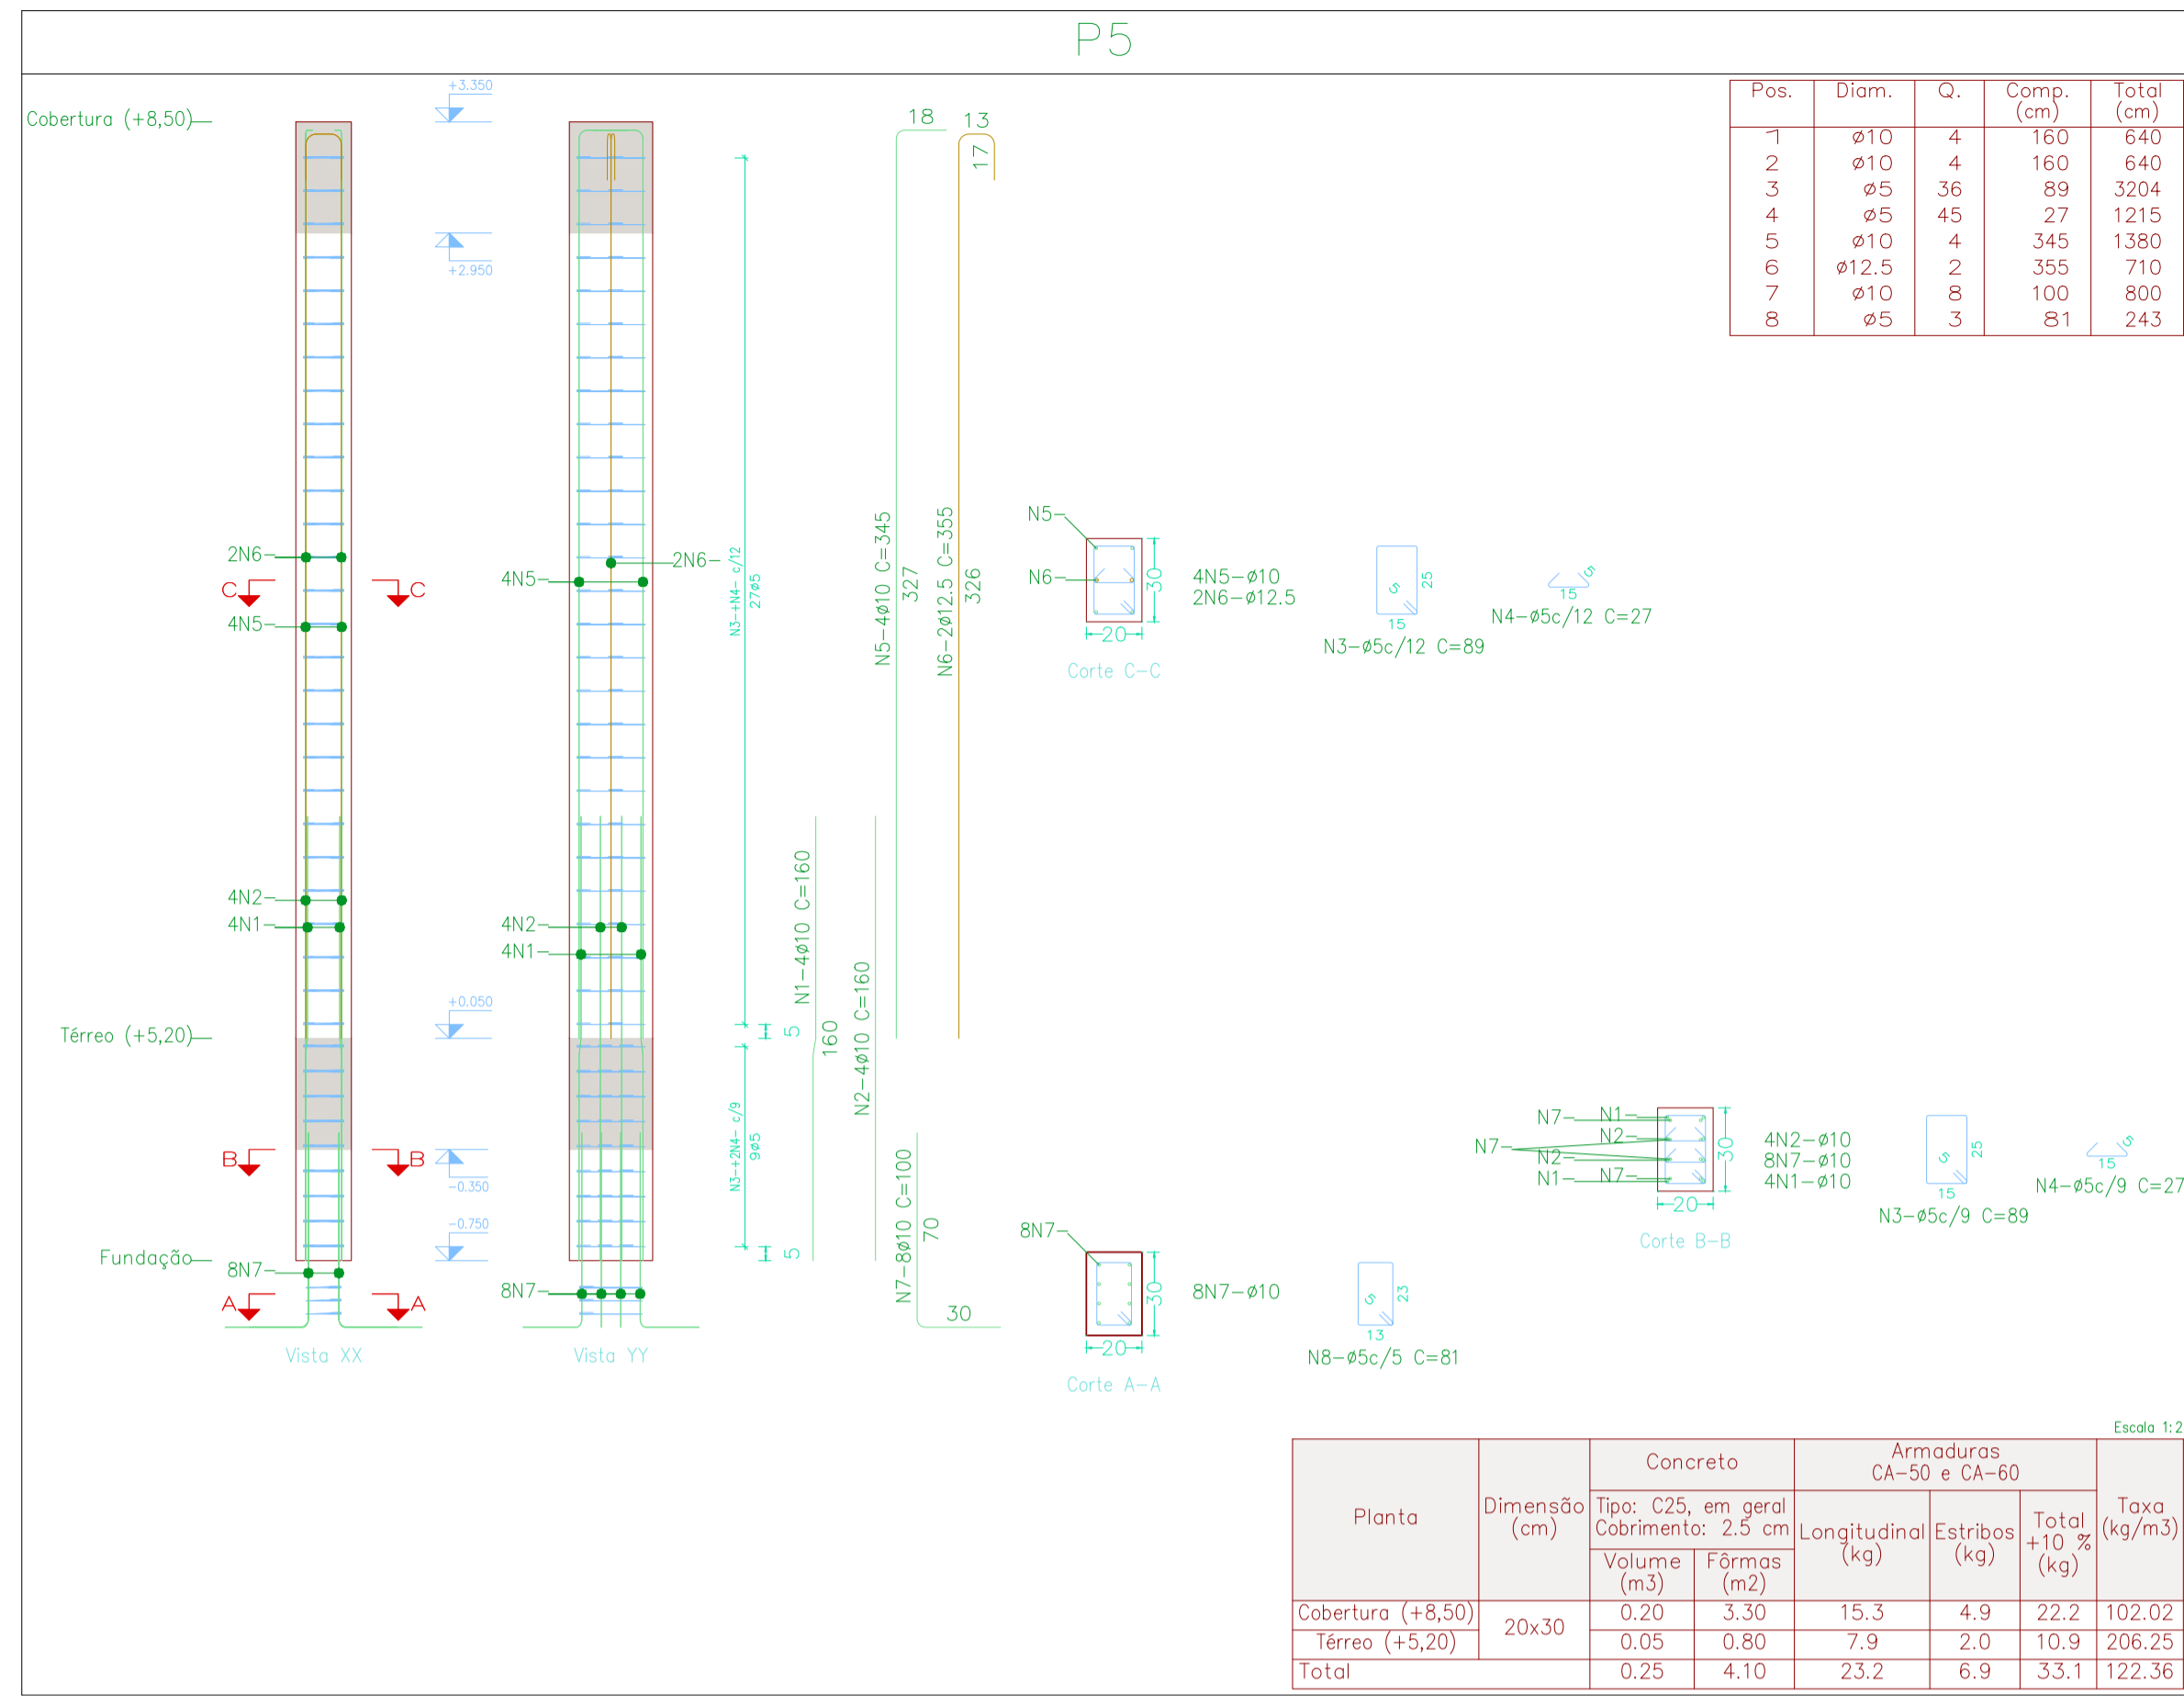 P5
Pos. Diam. Q. Comp. (cm) Total (cm)
1 ø10 4 160 640
2 ø10 4 160 640
3 ø5 36 89 3204
4 ø5 45 27 1215
5 ø10 4 345 1380
6 ø12.5 2 355 710
7 ø10 8 100 800
8 ø5 3 81 243
Cobertura (+8,50)
+3.350
+2.950
2N6
C C
4N5
4N2
4N1
+0.050
Térreo (+5,20)
B B
-0.350
-0.750
Fundação
8N7
A A
Vista XX
2N6
4N5
4N2
4N1
8N7
Vista YY
N3-+N4- c/12
27ø5
5
N3-+2N4- c/9
9ø5
5
N1-4ø10 C=160
160
N2-4ø10 C=160
18
N5-4ø10 C=345
327
13
17
N6-2ø12.5 C=355
326
N7-8ø10 C=100
70
30
N5
N6
30
20
4N5-ø10
2N6-ø12.5
Corte C-C
5
25
15
N3-ø5c/12 C=89
5
15
N4-ø5c/12 C=27
N7
N1
N2
N7
N2
N1
N7
30
20
4N2-ø10
8N7-ø10
4N1-ø10
Corte B-B
5
25
15
N3-ø5c/9 C=89
5
15
N4-ø5c/9 C=27
8N7
30
20
8N7-ø10
Corte A-A
5
23
13
N8-ø5c/5 C=81
Escala 1:2
Planta
Dimensão (cm)
Concreto
Tipo: C25, em geral
Cobrimento: 2.5 cm
Volume (m3)
Fôrmas (m2)
Armaduras
CA-50 e CA-60
Longitudinal (kg)
Estribos (kg)
Total +10 % (kg)
Taxa (kg/m3)
Cobertura (+8,50) 20x30 0.20 3.30 15.3 4.9 22.2 102.02
Térreo (+5,20) 0.05 0.80 7.9 2.0 10.9 206.25
Total 0.25 4.10 23.2 6.9 33.1 122.36